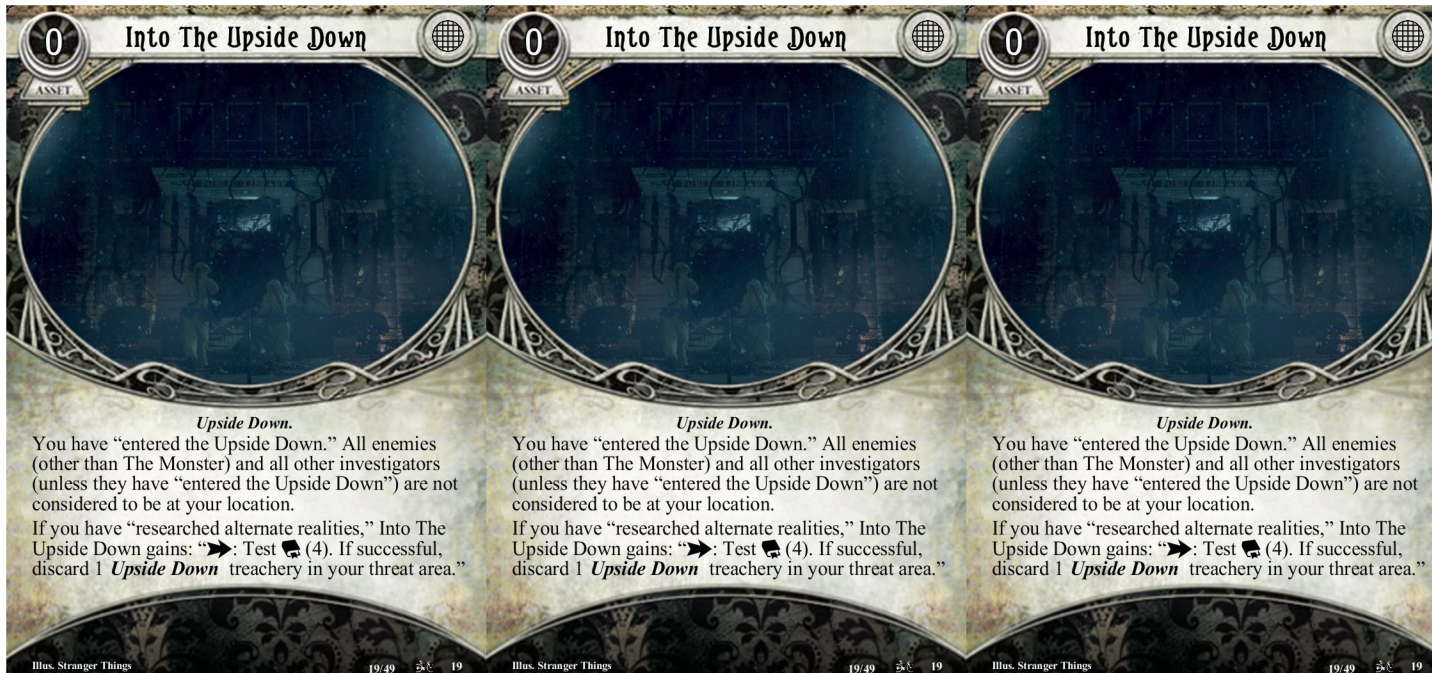 0 Into The Upside Down
ASSET
Upside Down.
You have “entered the Upside Down.” All enemies
(other than The Monster) and all other investigators
(unless they have “entered the Upside Down”) are not
considered to be at your location.
If you have “researched alternate realities,” Into The
Upside Down gains: “: Test (4). If successful,
discard 1 Upside Down treachery in your threat area.”
Illus. Stranger Things 19/49 19
0 Into The Upside Down
ASSET
Upside Down.
You have “entered the Upside Down.” All enemies
(other than The Monster) and all other investigators
(unless they have “entered the Upside Down”) are not
considered to be at your location.
If you have “researched alternate realities,” Into The
Upside Down gains: “: Test (4). If successful,
discard 1 Upside Down treachery in your threat area.”
Illus. Stranger Things 19/49 19
0 Into The Upside Down
ASSET
Upside Down.
You have “entered the Upside Down.” All enemies
(other than The Monster) and all other investigators
(unless they have “entered the Upside Down”) are not
considered to be at your location.
If you have “researched alternate realities,” Into The
Upside Down gains: “: Test (4). If successful,
discard 1 Upside Down treachery in your threat area.”
Illus. Stranger Things 19/49 19